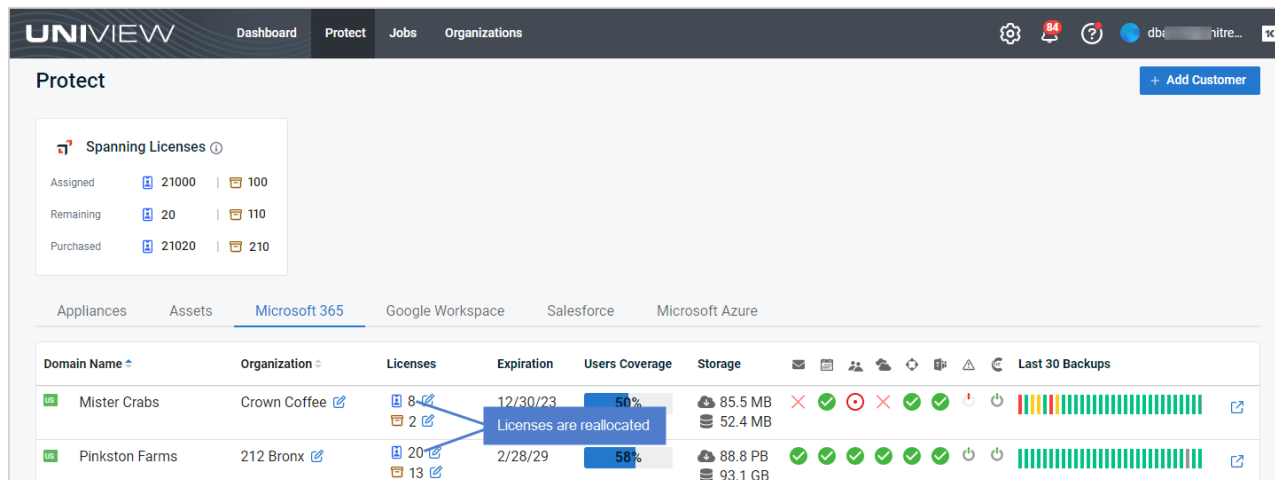 UNIVIEW Dashboard Protect Jobs Organizations 84 dba nitre... 1K
Protect
+ Add Customer
Spanning Licenses
Assigned 21000 | 100
Remaining 20 | 110
Purchased 21020 | 210
Appliances Assets Microsoft 365 Google Workspace Salesforce Microsoft Azure
Domain Name Organization Licenses Expiration Users Coverage Storage Last 30 Backups
US Mister Crabs Crown Coffee 8 12/30/23 50% 85.5 MB
2 Licenses are reallocated 52.4 MB
US Pinkston Farms 212 Bronx 20 2/28/29 58% 88.8 PB
13 93.1 GB